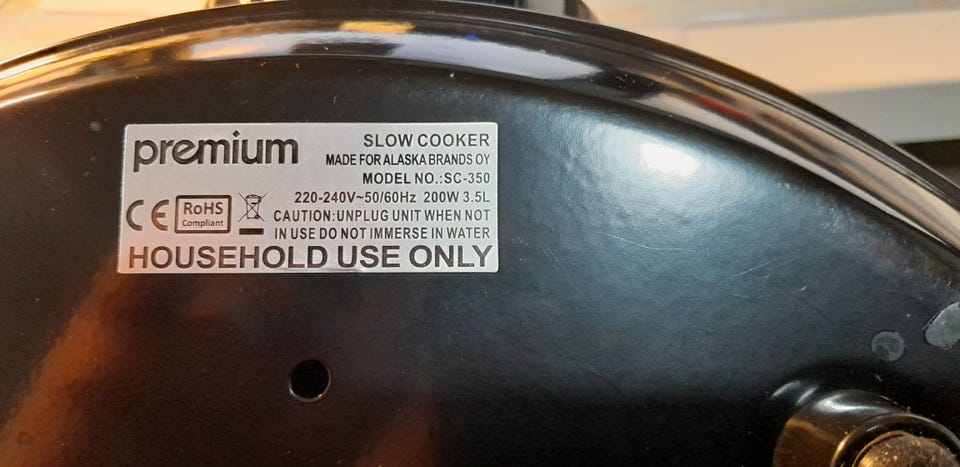 premium
SLOW COOKER
MADE FOR ALASKA BRANDS OY
MODEL NO.:SC-350
220-240V~50/60Hz 200W 3.5L
CE RoHS Compliant
CAUTION:UNPLUG UNIT WHEN NOT
IN USE DO NOT IMMERSE IN WATER
HOUSEHOLD USE ONLY